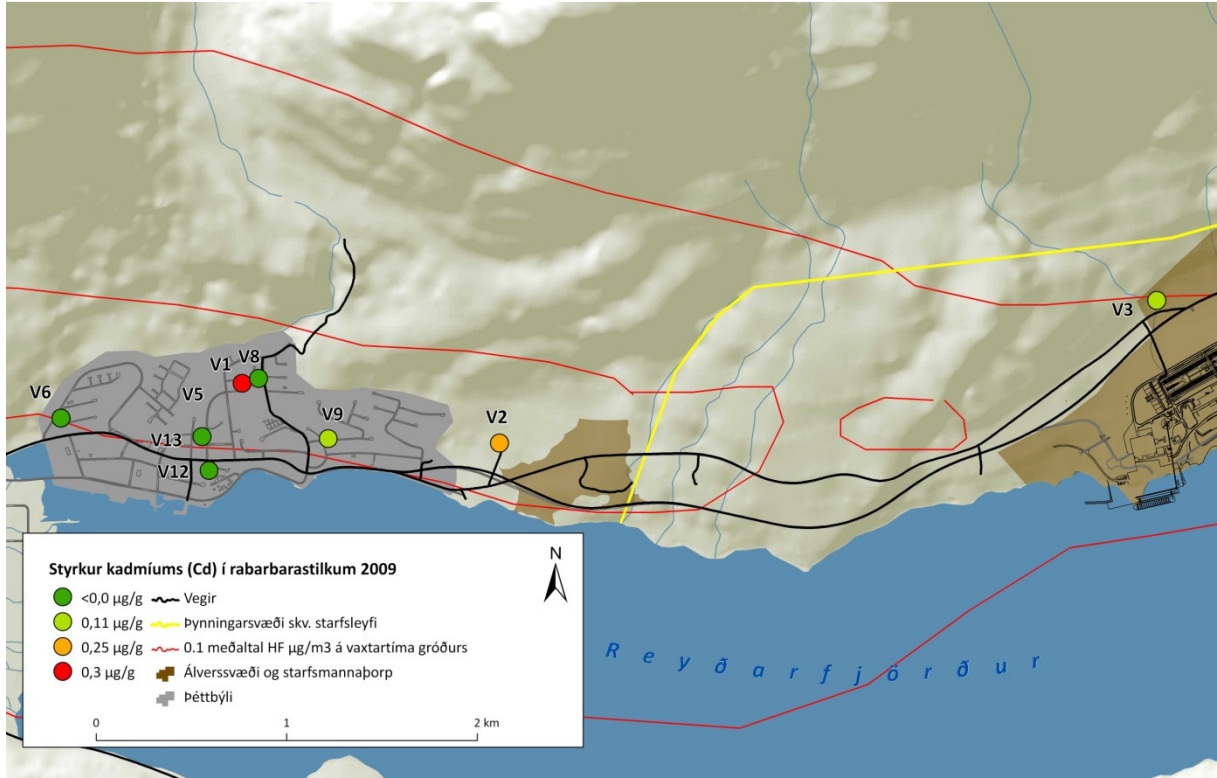 V3
V8
V1
V5
V6
V9
V2
V13
V12
Styrkur kadmíums (Cd) í rabarbarastilkum 2009
N
<0,0 µg/g
Vegir
0,11 µg/g
Þynningarsvæði skv. starfsleyfi
0,25 µg/g
0.1 meðaltal HF µg/m3 á vaxtartíma gróðurs
0,3 µg/g
Álverssvæði og starfsmannaþorp
Þéttbýli
0 1 2 km
Reyðarfjörður